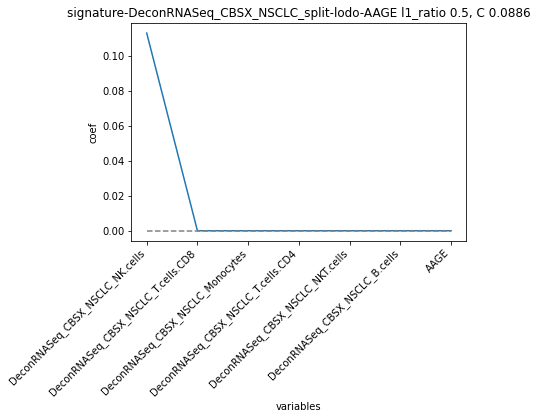 signature-DeconRNASeq_CBSX_NSCLC_split-lodo-AAGE l1_ratio 0.5, C 0.0886
0.10
0.08
0.06
0.04
0.02
0.00
coef
DeconRNASeq_CBSX_NSCLC_NK.cells
DeconRNASeq_CBSX_NSCLC_T.cells.CD8
DeconRNASeq_CBSX_NSCLC_Monocytes
DeconRNASeq_CBSX_NSCLC_T.cells.CD4
DeconRNASeq_CBSX_NSCLC_NKT.cells
DeconRNASeq_CBSX_NSCLC_B.cells
AAGE
variables